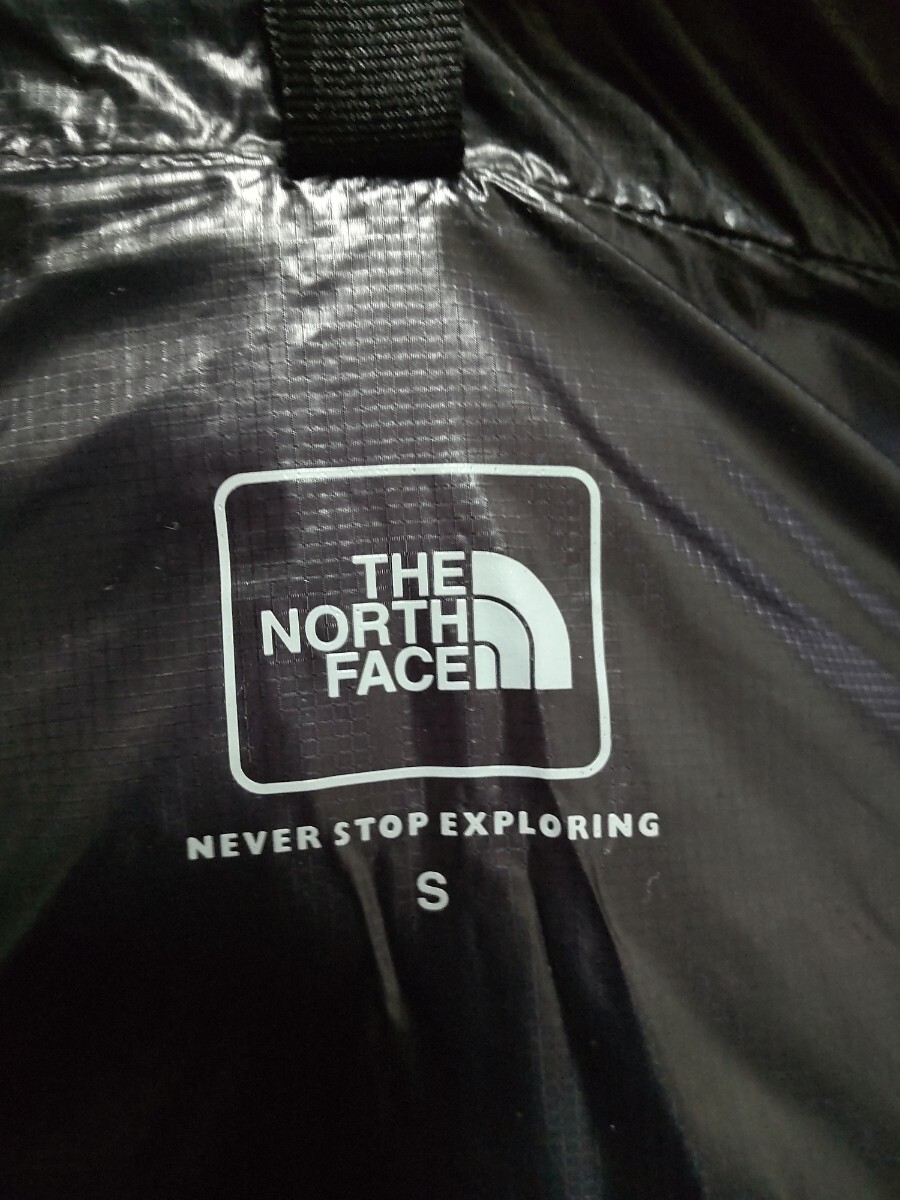 THE
NORTH
FACE
NEVER STOP EXPLORING
S